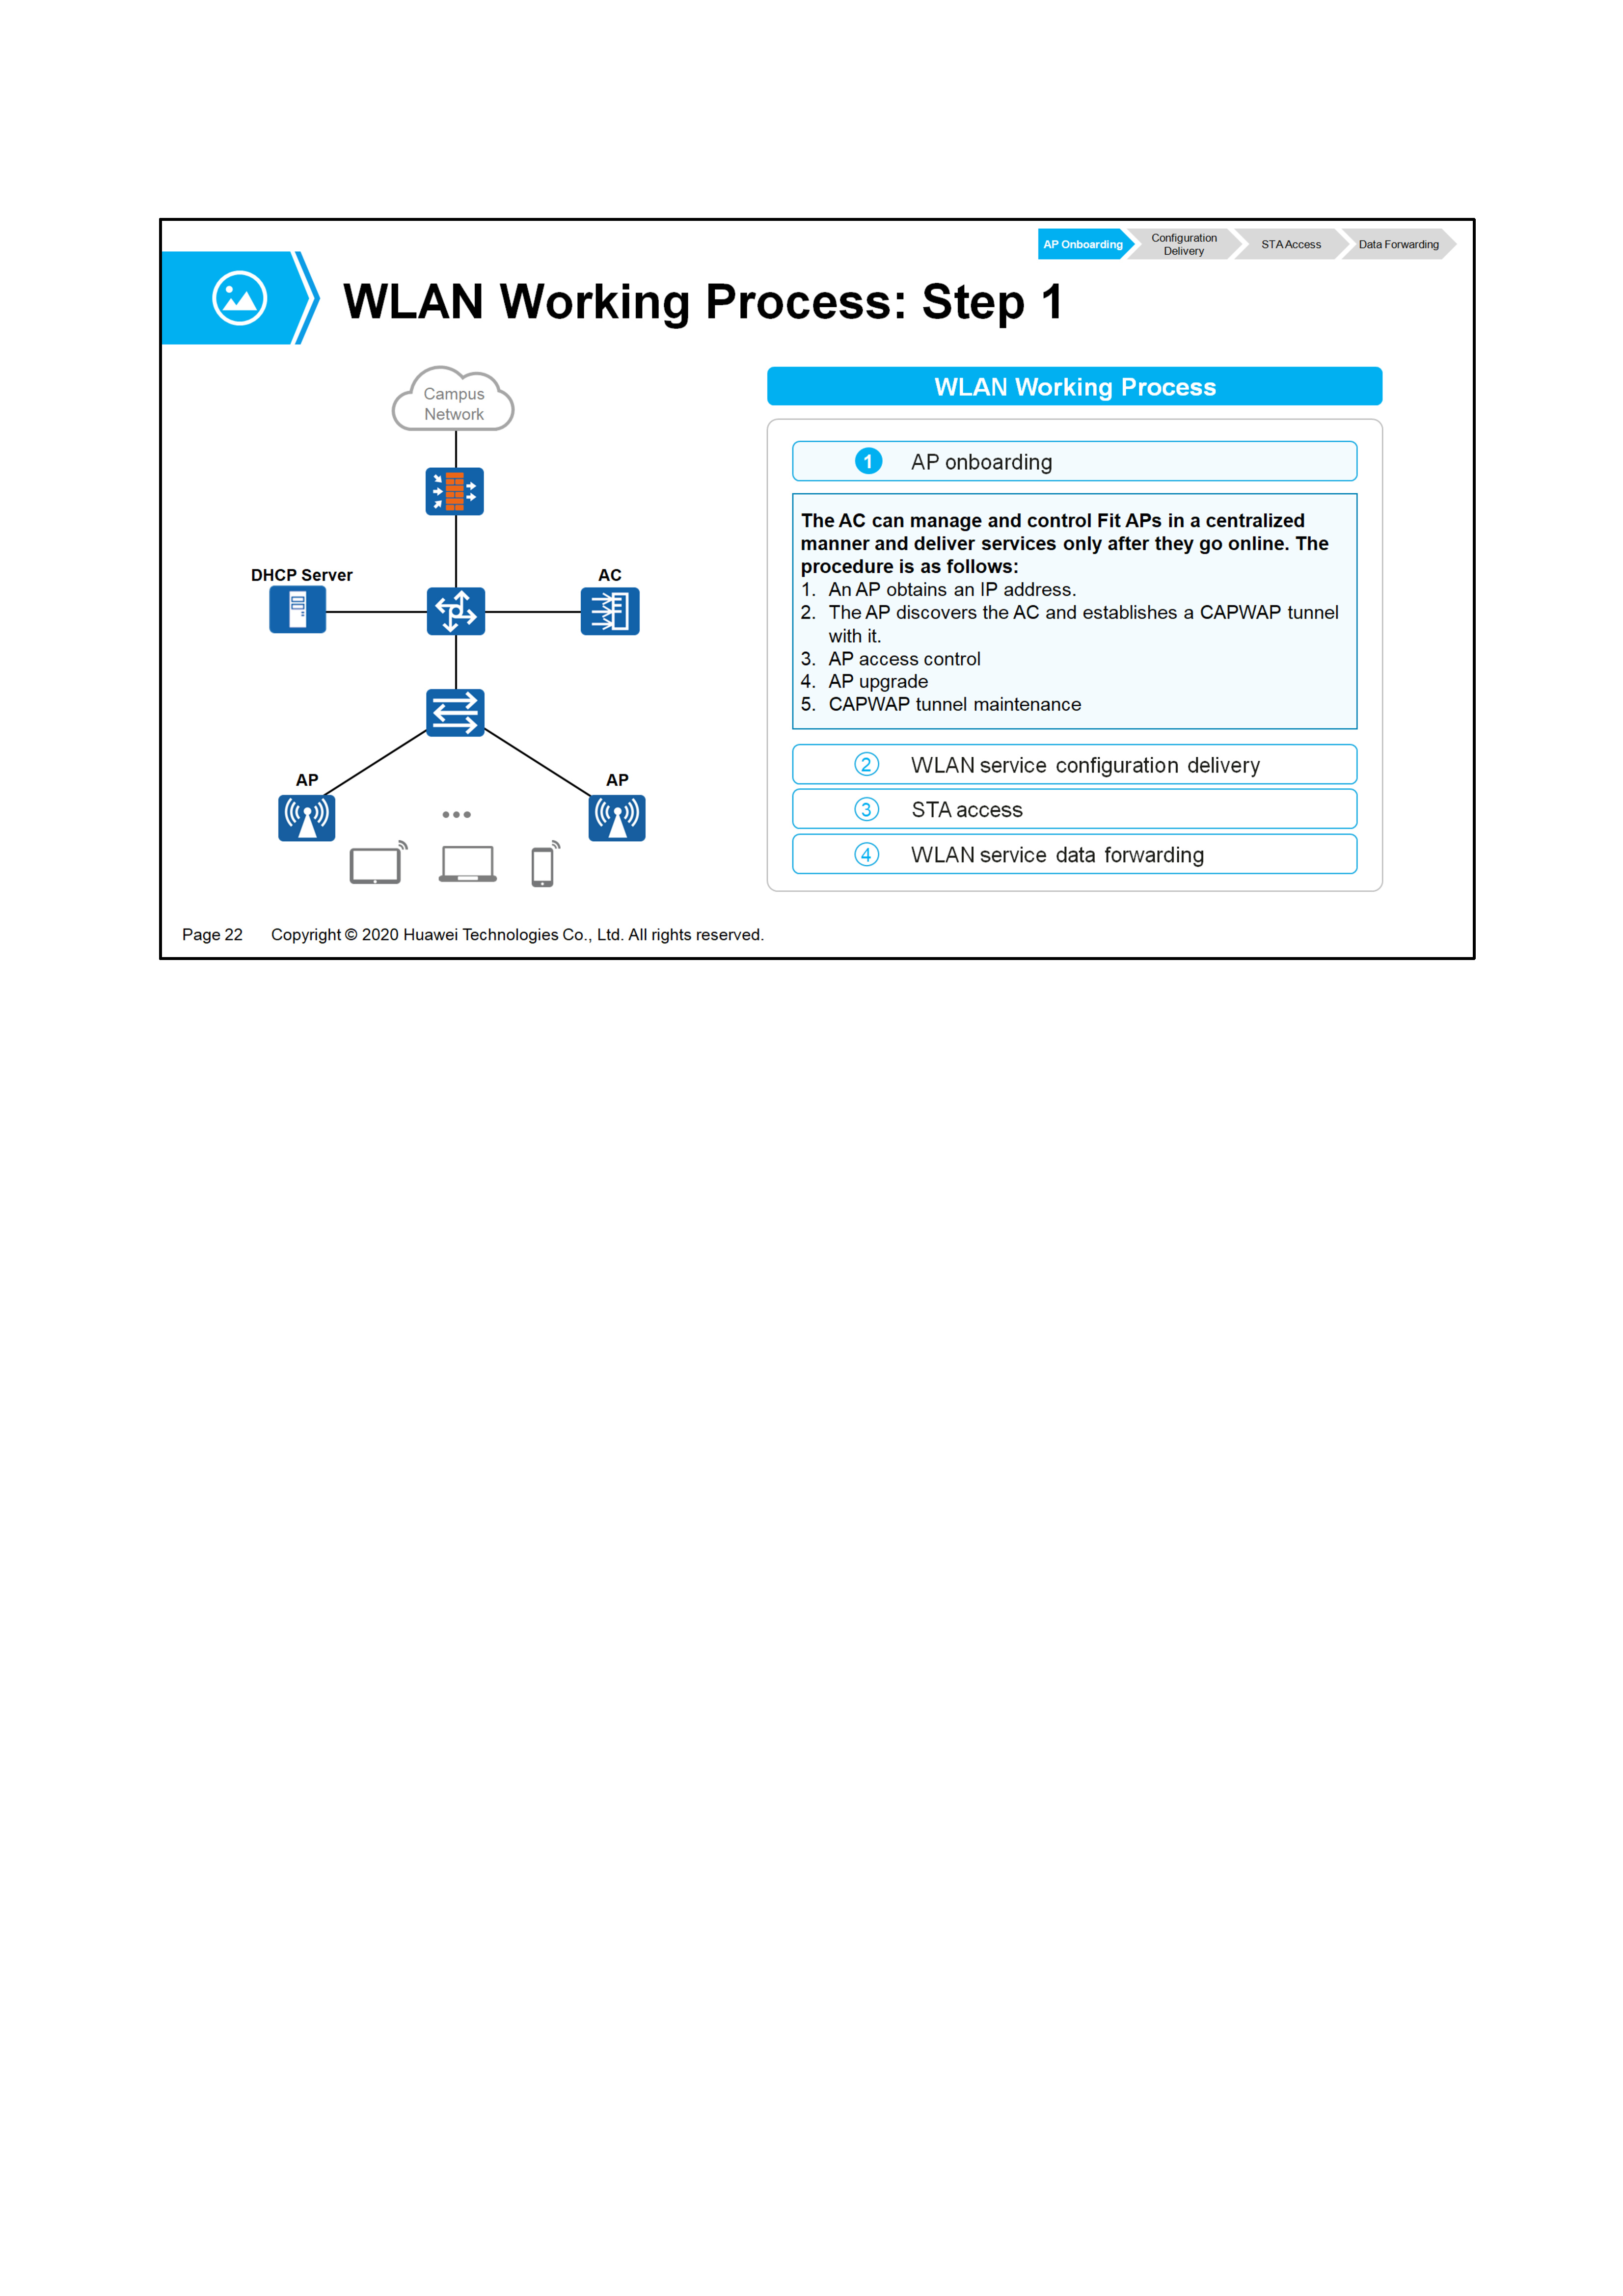 AP Onboarding
Configuration
Delivery
STA Access
Data Forwarding
WLAN Working Process: Step 1
Campus
Network
DHCP Server
AC
AP
AP
WLAN Working Process
1 AP onboarding
The AC can manage and control Fit APs in a centralized
manner and deliver services only after they go online. The
procedure is as follows:
1. An AP obtains an IP address.
2. The AP discovers the AC and establishes a CAPWAP tunnel
with it.
3. AP access control
4. AP upgrade
5. CAPWAP tunnel maintenance
2 WLAN service configuration delivery
3 STA access
4 WLAN service data forwarding
Page 22 Copyright © 2020 Huawei Technologies Co., Ltd. All rights reserved.